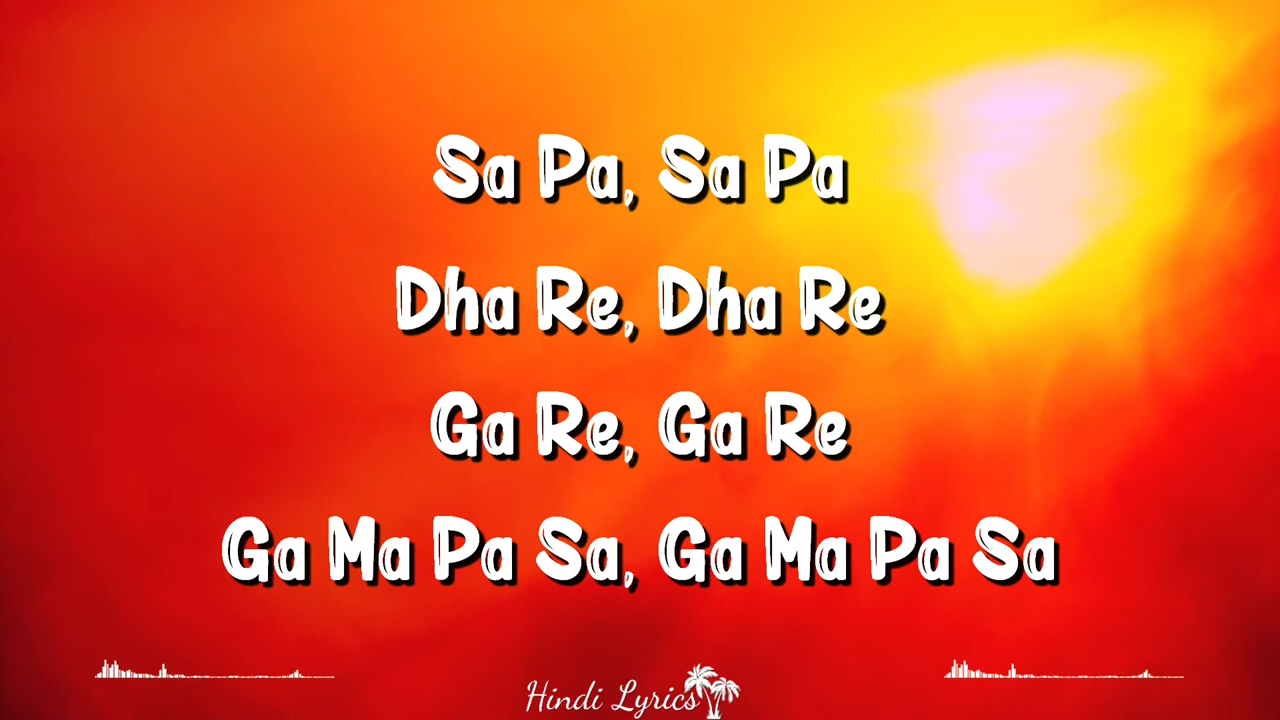 Sa Pa, Sa Pa
Dha Re, Dha Re
Ga Re, Ga Re
Ga Ma Pa Sa, Ga Ma Pa Sa
Hindi Lyrics